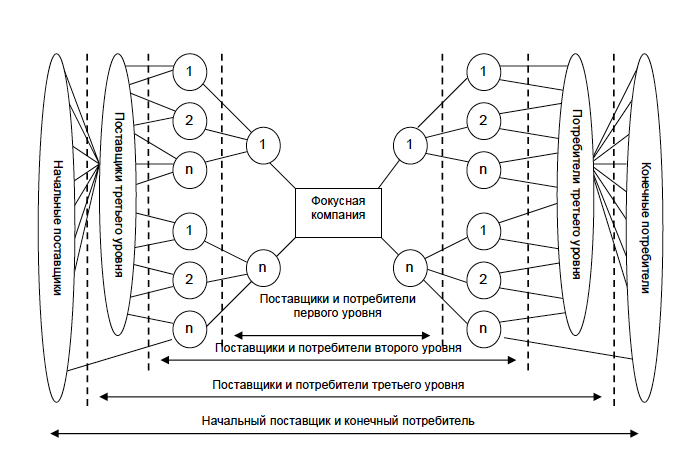 Начальные поставщики
Поставщики третьего уровня
1
2
n
1
2
n
1
n
Фокусная
компания
1
n
1
2
n
1
2
n
Потребители третьего уровня
Конечные потребители
Поставщики и потребители
первого уровня
Поставщики и потребители второго уровня
Поставщики и потребители третьего уровня
Начальный поставщик и конечный потребитель